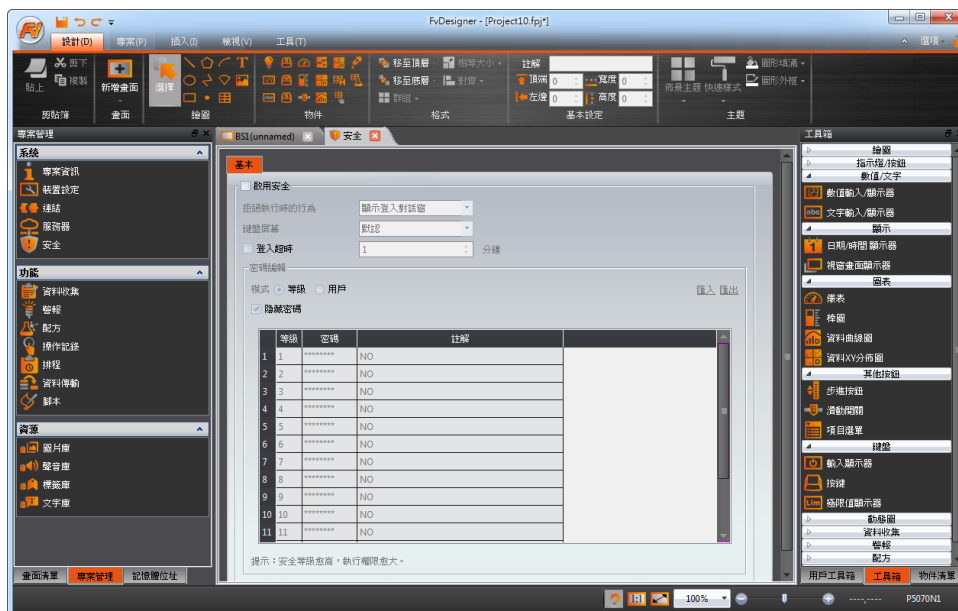 FvDesigner - [Project10.fpj*]
設計(D) 專案(P) 插入(I) 檢視(V) 工具(T) 選項
貼上 剪下 複製 新增畫面 選擇
移至頂層 相等大小
移至底層 對齊
群組
註解
頂端 0 寬度 0
左邊 0 高度 0
佈景主題 快速樣式 圖形填滿
圖形外框
剪貼簿 畫面 繪圖 物件 格式 基本設定 主題
專案管理
系統
專案資訊
裝置設定
連結
服務器
安全
功能
資料收集
警報
配方
操作記錄
排程
資料傳輸
腳本
資源
圖片庫
聲音庫
標籤庫
文字庫
畫面清單 專案管理 記憶體位址
BS1(unnamed) 安全
基本
啟用安全
拒絕執行時的行為 顯示登入對話窗
鍵盤屏幕 默認
登入超時 1 分鐘
密碼編輯
模式 等級 用戶 匯入 匯出
隱藏密碼
等級 密碼 註解
1 1 ******** NO
2 2 ******** NO
3 3 ******** NO
4 4 ******** NO
5 5 ******** NO
6 6 ******** NO
7 7 ******** NO
8 8 ******** NO
9 9 ******** NO
10 10 ******** NO
11 11 ******** NO
提示：安全等級愈高，執行權限愈大。
工具箱
繪圖
指示燈/按鈕
數值/文字
數值輸入/顯示器
文字輸入/顯示器
顯示
日期/時間 顯示器
視窗畫面顯示器
圖表
儀表
棒圖
資料曲線圖
資料XY分佈圖
其他按鈕
步進按鈕
滑動開關
項目選單
鍵盤
輸入顯示器
按鍵
極限值顯示器
動態圖
資料收集
警報
配方
用戶工具箱 工具箱 物件清單
1:1 100% ----,---- P5070N1